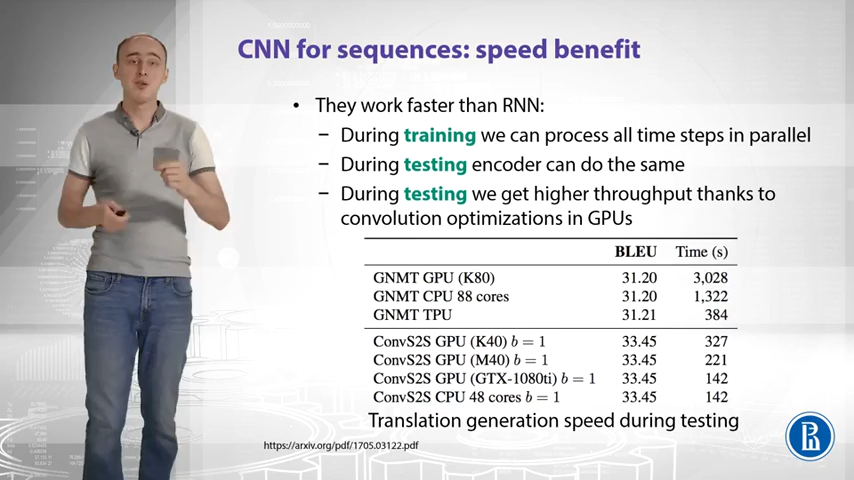 CNN for sequences: speed benefit
• They work faster than RNN:
– During training we can process all time steps in parallel
– During testing encoder can do the same
– During testing we get higher throughput thanks to
convolution optimizations in GPUs
BLEU Time (s)
GNMT GPU (K80) 31.20 3,028
GNMT CPU 88 cores 31.20 1,322
GNMT TPU 31.21 384
ConvS2S GPU (K40) b = 1 33.45 327
ConvS2S GPU (M40) b = 1 33.45 221
ConvS2S GPU (GTX-1080ti) b = 1 33.45 142
ConvS2S CPU 48 cores b = 1 33.45 142
Translation generation speed during testing
https://arxiv.org/pdf/1705.03122.pdf